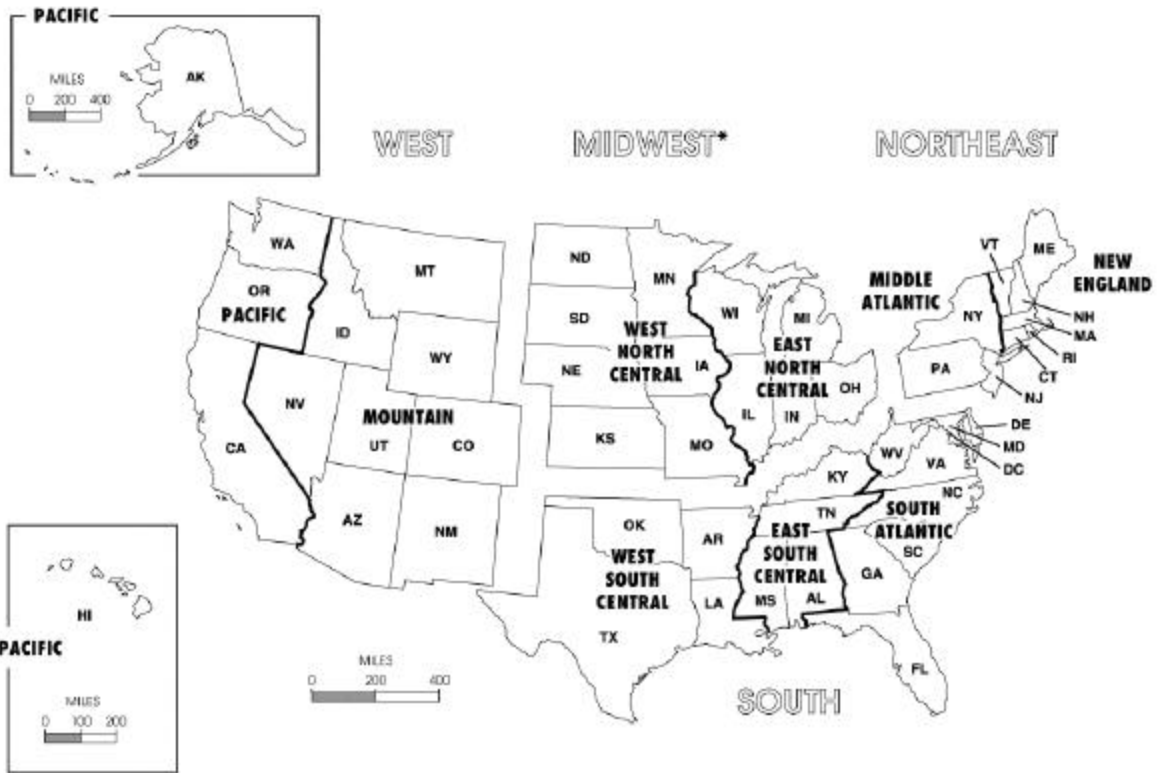 PACIFIC
AK
MILES
0 200 400
WEST
MIDWEST*
NORTHEAST
WA
OR
PACIFIC
CA
NV
ID
MT
WY
MOUNTAIN
UT
CO
AZ
NM
ND
SD
NE
KS
MN
IA
MO
WEST
NORTH
CENTRAL
WI
MI
IL
IN
OH
EAST
NORTH
CENTRAL
MIDDLE
ATLANTIC
NY
PA
NJ
NEW
ENGLAND
VT
ME
NH
MA
RI
CT
DE
MD
DC
WV
VA
NC
SOUTH
ATLANTIC
SC
GA
FL
KY
TN
EAST
SOUTH
CENTRAL
MS
AL
OK
AR
WEST
SOUTH
CENTRAL
LA
TX
SOUTH
HI
PACIFIC
MILES
0 100 200
MILES
0 200 400